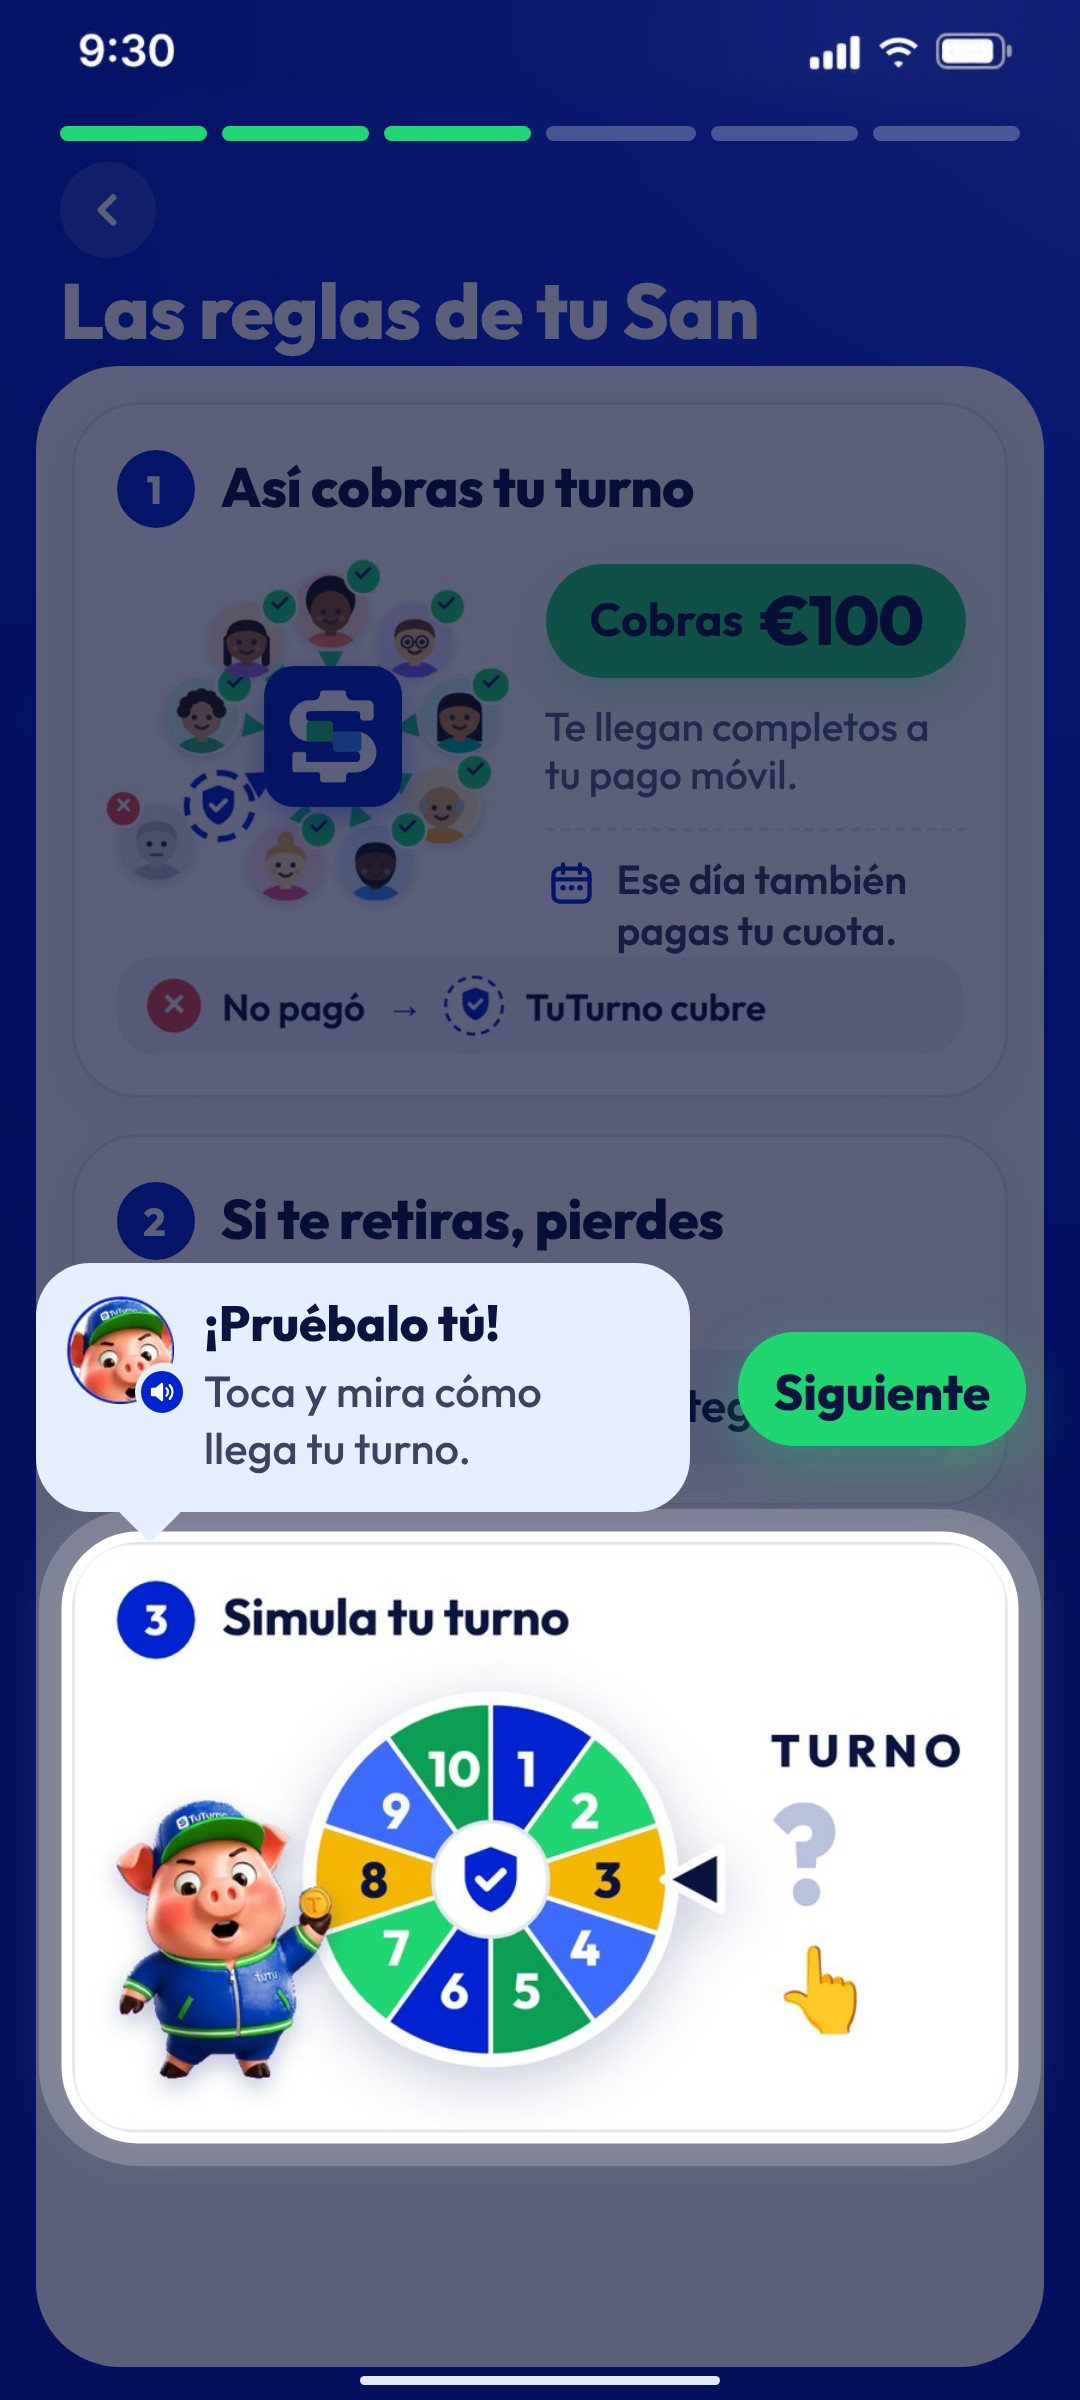 9:30
Las reglas de tu San
1 Así cobras tu turno
Cobras €100
Te llegan completos a
tu pago móvil.
Ese día también
pagas tu cuota.
No pagó → TuTurno cubre
2 Si te retiras, pierdes
¡Pruébalo tú!
Toca y mira cómo
llega tu turno.
Siguiente
3 Simula tu turno
TuTurno
TUTU
T
10 1
9 2
8 3
7 4
6 5
TURNO
?